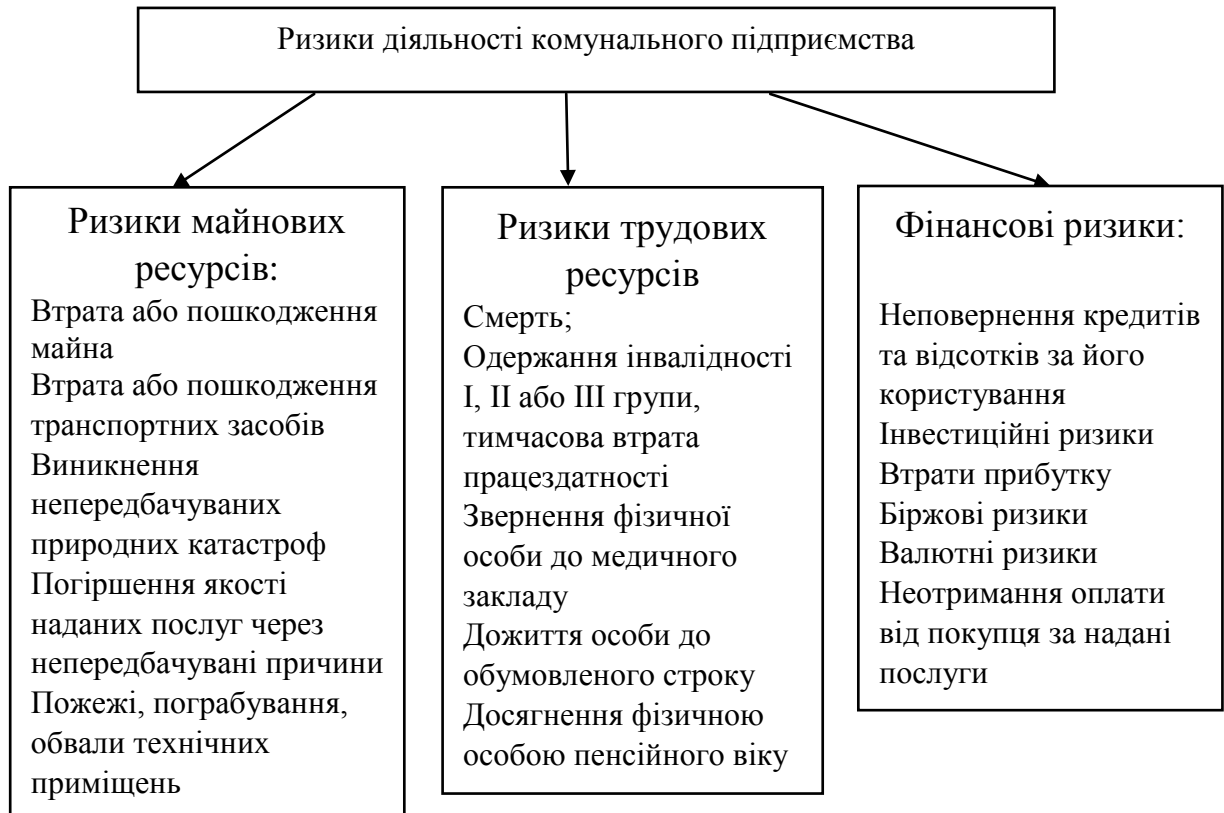 Ризики діяльності комунального підприємства
Ризики майнових
ресурсів:
Втрата або пошкодження
майна
Втрата або пошкодження
транспортних засобів
Виникнення
непередбачуваних
природних катастроф
Погіршення якості
наданих послуг через
непередбачувані причини
Пожежі, пограбування,
обвали технічних
приміщень
Ризики трудових
ресурсів
Смерть;
Одержання інвалідності
І, ІІ або ІІІ групи,
тимчасова втрата
працездатності
Звернення фізичної
особи до медичного
закладу
Дожиття особи до
обумовленого строку
Досягнення фізичною
особою пенсійного віку
Фінансові ризики:
Неповернення кредитів
та відсотків за його
користування
Інвестиційні ризики
Втрати прибутку
Біржові ризики
Валютні ризики
Неотримання оплати
від покупця за надані
послуги